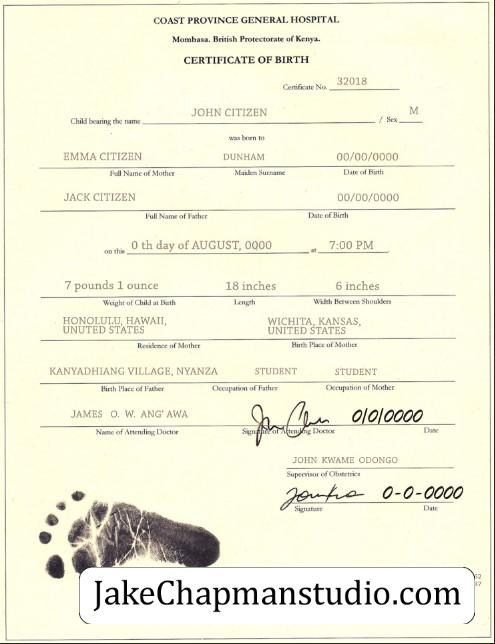 COAST PROVINCE GENERAL HOSPITAL
Mombasa. British Protectorate of Kenya.
CERTIFICATE OF BIRTH
Certificate No. 32018
Child bearing the name JOHN CITIZEN / Sex M
was born to
EMMA CITIZEN DUNHAM 00/00/0000
Full Name of Mother Maiden Surname Date of Birth
JACK CITIZEN 00/00/0000
Full Name of Father Date of Birth
on this 0 th day of AUGUST, 0000 at 7:00 PM
7 pounds 1 ounce 18 inches 6 inches
Weight of Child at Birth Length Width Between Shoulders
HONOLULU, HAWAII, WICHITA, KANSAS,
UNUTED STATES UNITED STATES
Residence of Mother Birth Place of Mother
KANYADHIANG VILLAGE, NYANZA STUDENT STUDENT
Birth Place of Father Occupation of Father Occupation of Mother
JAMES O. W. ANG'AWA 0/0/0000
Name of Attending Doctor Signature of Attending Doctor Date
JOHN KWAME ODONGO
Supervisor of Obstetrics
0-0-0000
Signature Date
JakeChapmanstudio.com